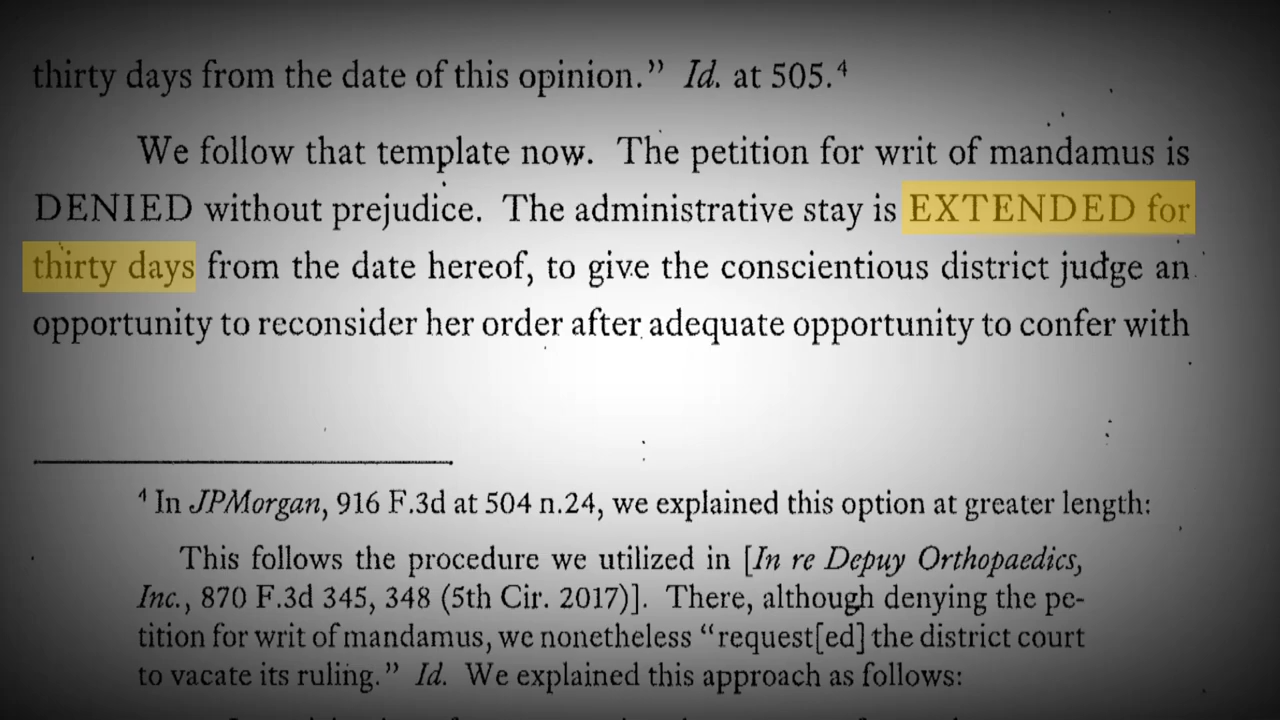 thirty days from the date of this opinion.” Id. at 505.⁴
We follow that template now. The petition for writ of mandamus is
DENIED without prejudice. The administrative stay is EXTENDED for
thirty days from the date hereof, to give the conscientious district judge an
opportunity to reconsider her order after adequate opportunity to confer with
⁴ In JPMorgan, 916 F.3d at 504 n.24, we explained this option at greater length:
This follows the procedure we utilized in [In re Depuy Orthopaedics,
Inc., 870 F.3d 345, 348 (5th Cir. 2017)]. There, although denying the pe-
tition for writ of mandamus, we nonetheless “request[ed] the district court
to vacate its ruling.” Id. We explained this approach as follows: